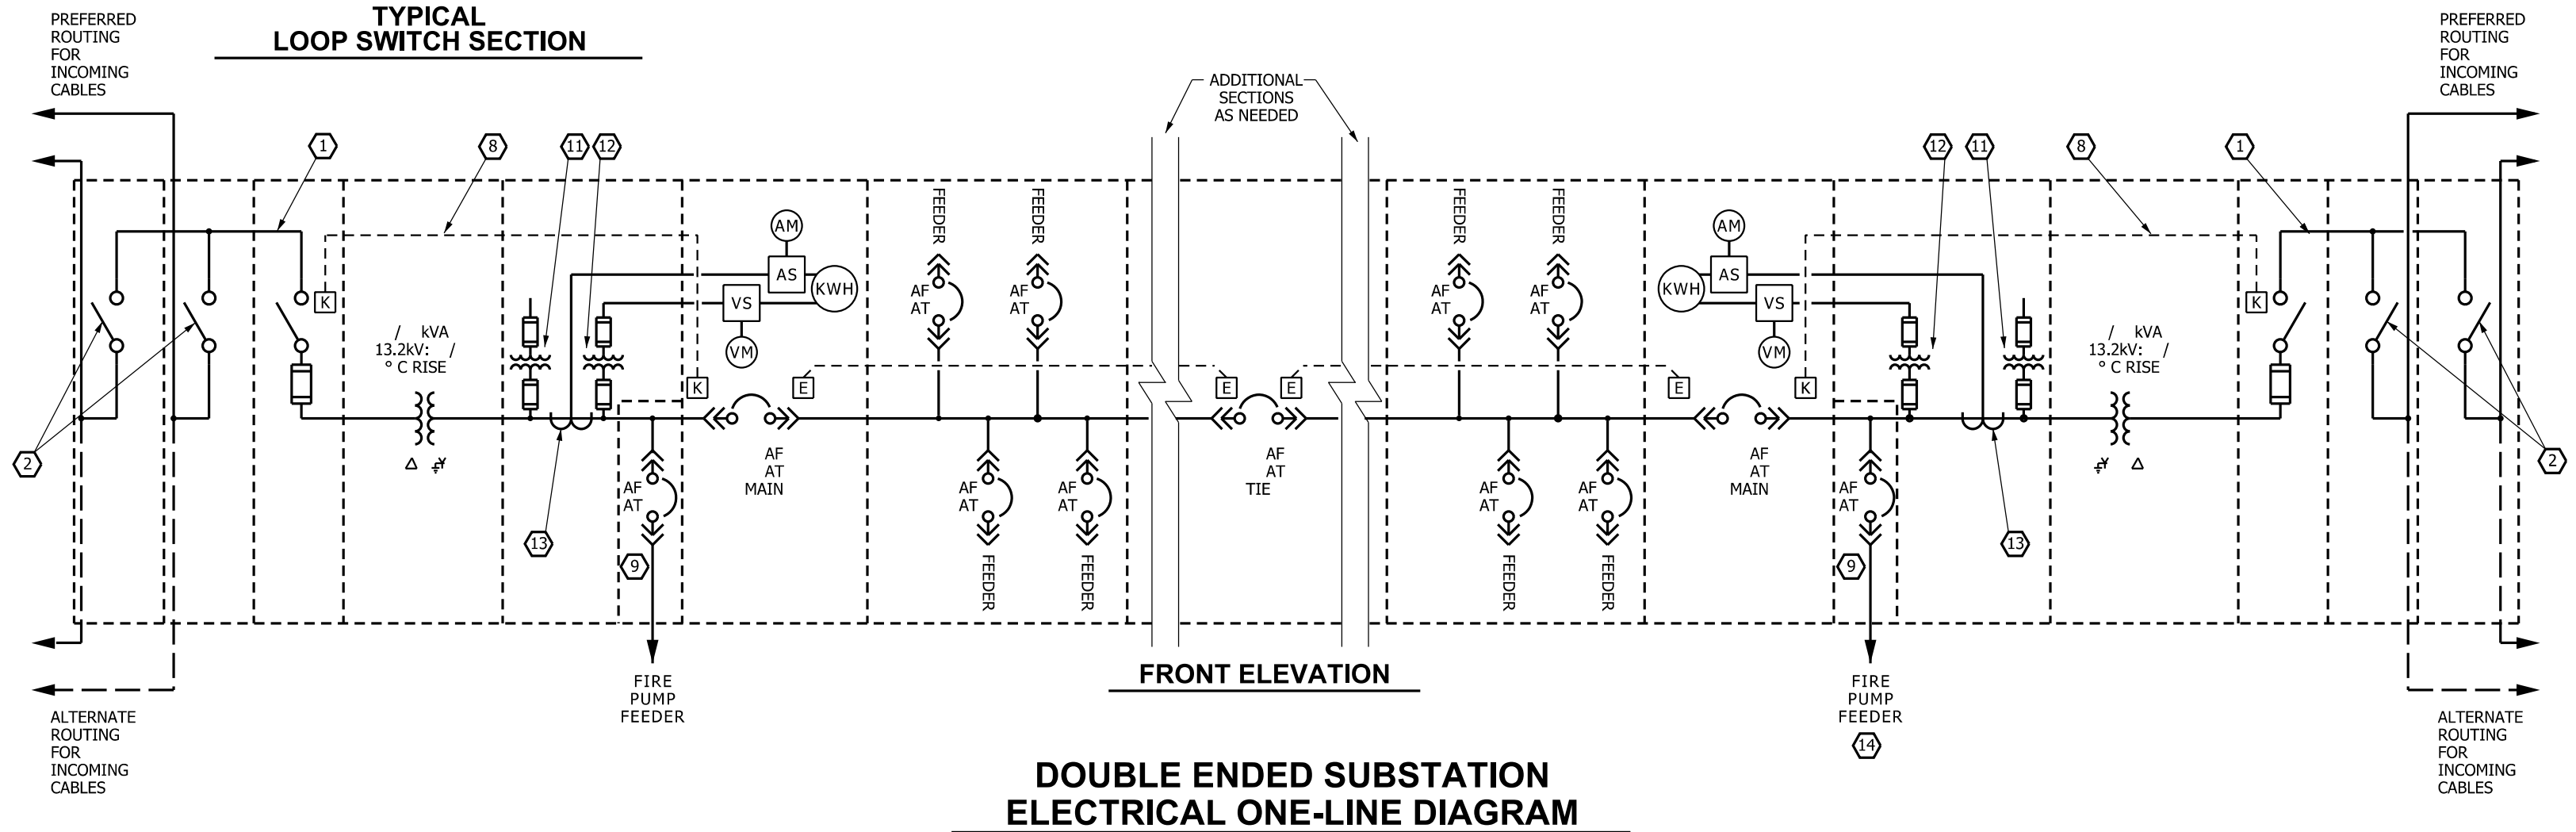 PREFERRED
ROUTING
FOR
INCOMING
CABLES
TYPICAL
LOOP SWITCH SECTION
ADDITIONAL
SECTIONS
AS NEEDED
PREFERRED
ROUTING
FOR
INCOMING
CABLES
1
8
11
12
12
11
8
1
FEEDER
FEEDER
FEEDER
FEEDER
AM
AS
KWH
VS
VM
AM
AS
KWH
VS
VM
K
K
AF
AT
AF
AT
AF
AT
AF
AT
/ kVA
13.2kV: /
° C RISE
/ kVA
13.2kV: /
° C RISE
K
E
E
E
E
K
2
Δ Y
AF
AT
MAIN
AF
AT
TIE
AF
AT
MAIN
Y Δ
2
AF
AT
AF
AT
AF
AT
AF
AT
AF
AT
AF
AT
13
9
13
9
FEEDER
FEEDER
FEEDER
FEEDER
FIRE
PUMP
FEEDER
FRONT ELEVATION
FIRE
PUMP
FEEDER
14
ALTERNATE
ROUTING
FOR
INCOMING
CABLES
ALTERNATE
ROUTING
FOR
INCOMING
CABLES
DOUBLE ENDED SUBSTATION
ELECTRICAL ONE-LINE DIAGRAM